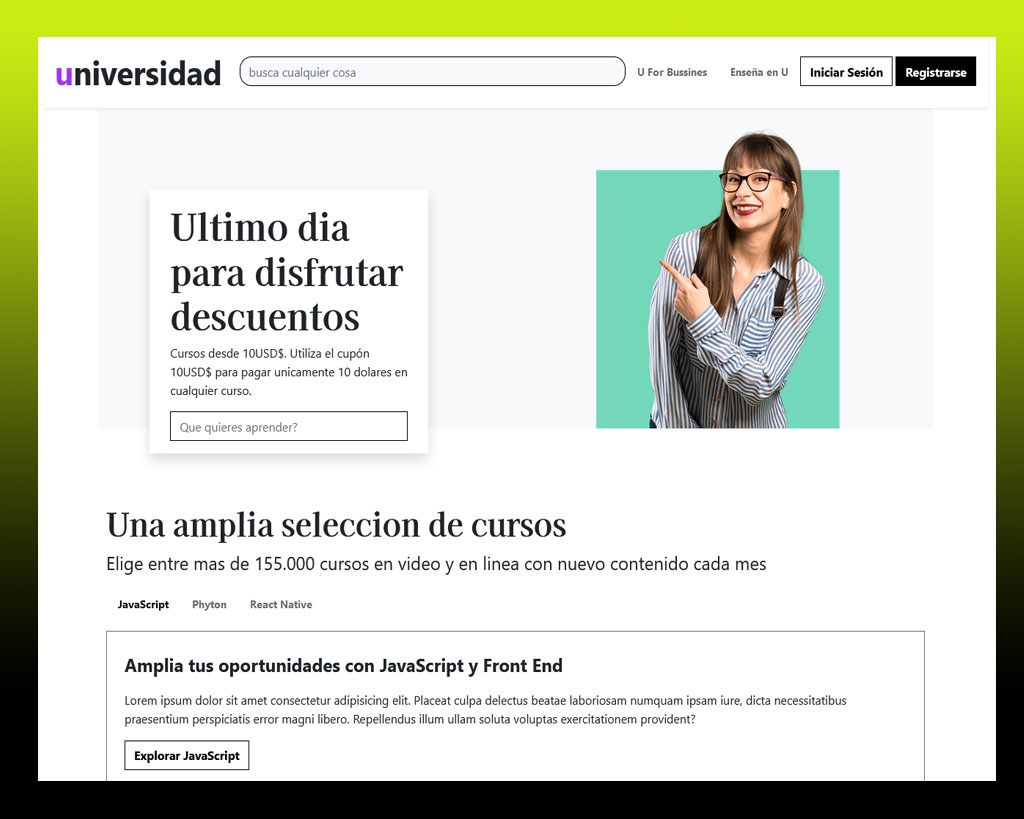 universidad
busca cualquier cosa
U For Bussines
Enseña en U
Iniciar Sesión
Registrarse
Ultimo dia
para disfrutar
descuentos
Cursos desde 10USD$. Utiliza el cupón
10USD$ para pagar unicamente 10 dolares en
cualquier curso.
Que quieres aprender?
Una amplia seleccion de cursos
Elige entre mas de 155.000 cursos en video y en linea con nuevo contenido cada mes
JavaScript
Phyton
React Native
Amplia tus oportunidades con JavaScript y Front End
Lorem ipsum dolor sit amet consectetur adipisicing elit. Placeat culpa delectus beatae laboriosam numquam ipsam iure, dicta necessitatibus
praesentium perspiciatis error magni libero. Repellendus illum ullam soluta voluptas exercitationem provident?
Explorar JavaScript